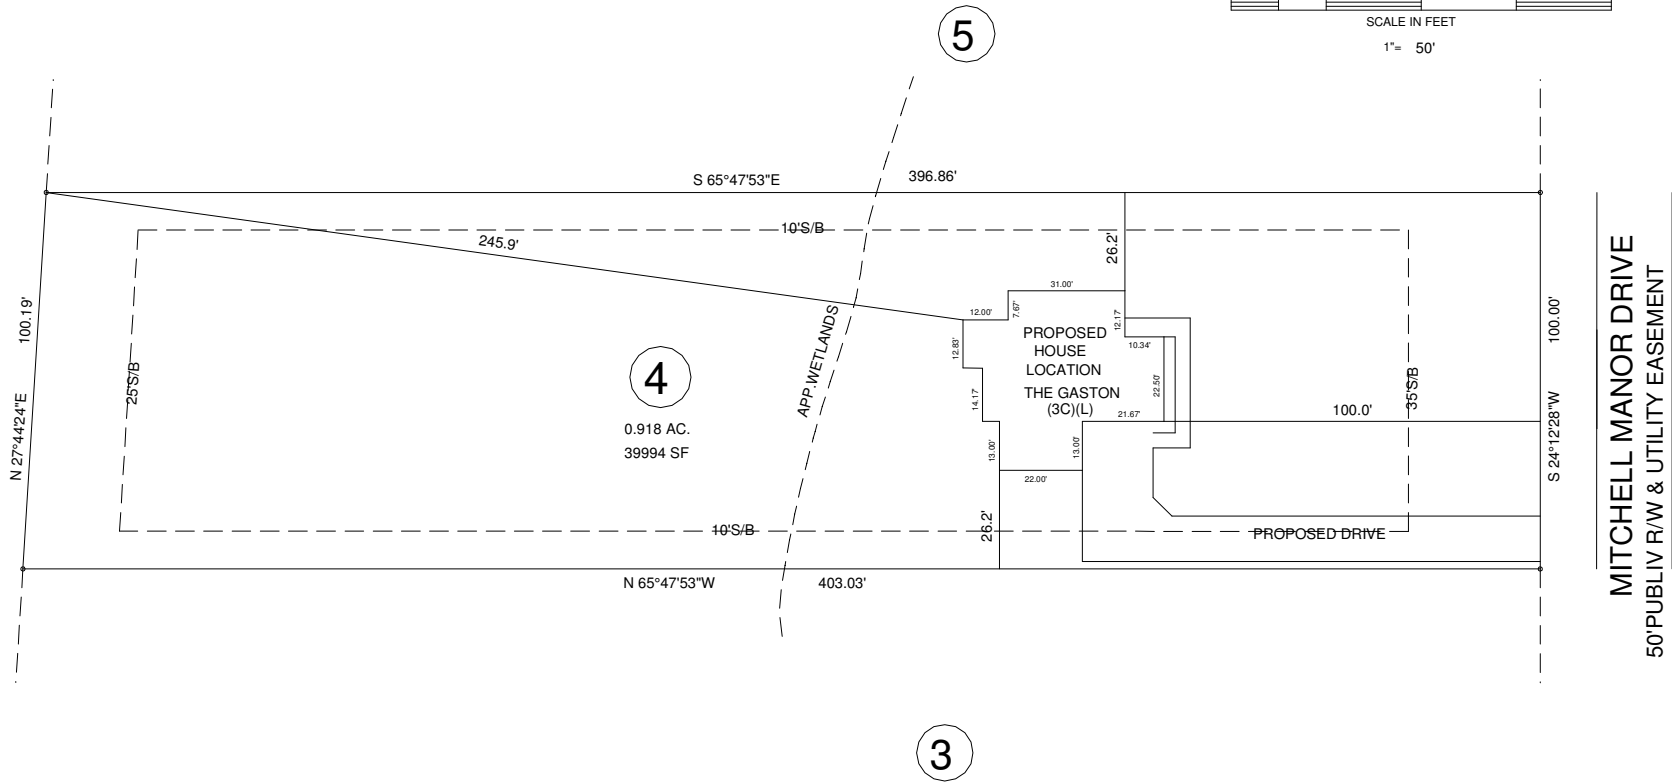 5
SCALE IN FEET
1"= 50'
S 65°47'53"E
396.86'
10'S/B
245.9'
26.2'
31.00'
12.00'
7.67'
12.17'
100.19'
N 27°44'24"E
25'S/B
4
0.918 AC.
39994 SF
APP.WETLANDS
12.83'
14.17'
13.00'
PROPOSED
HOUSE
LOCATION
THE GASTON
(3C)(L)
10.34'
22.50'
21.67'
13.00'
22.00'
26.2'
100.0'
35'S/B
100.00'
S 24°12'28"W
MITCHELL MANOR DRIVE
50'PUBLIV R/W & UTILITY EASEMENT
10'S/B
PROPOSED DRIVE
N 65°47'53"W
403.03'
3